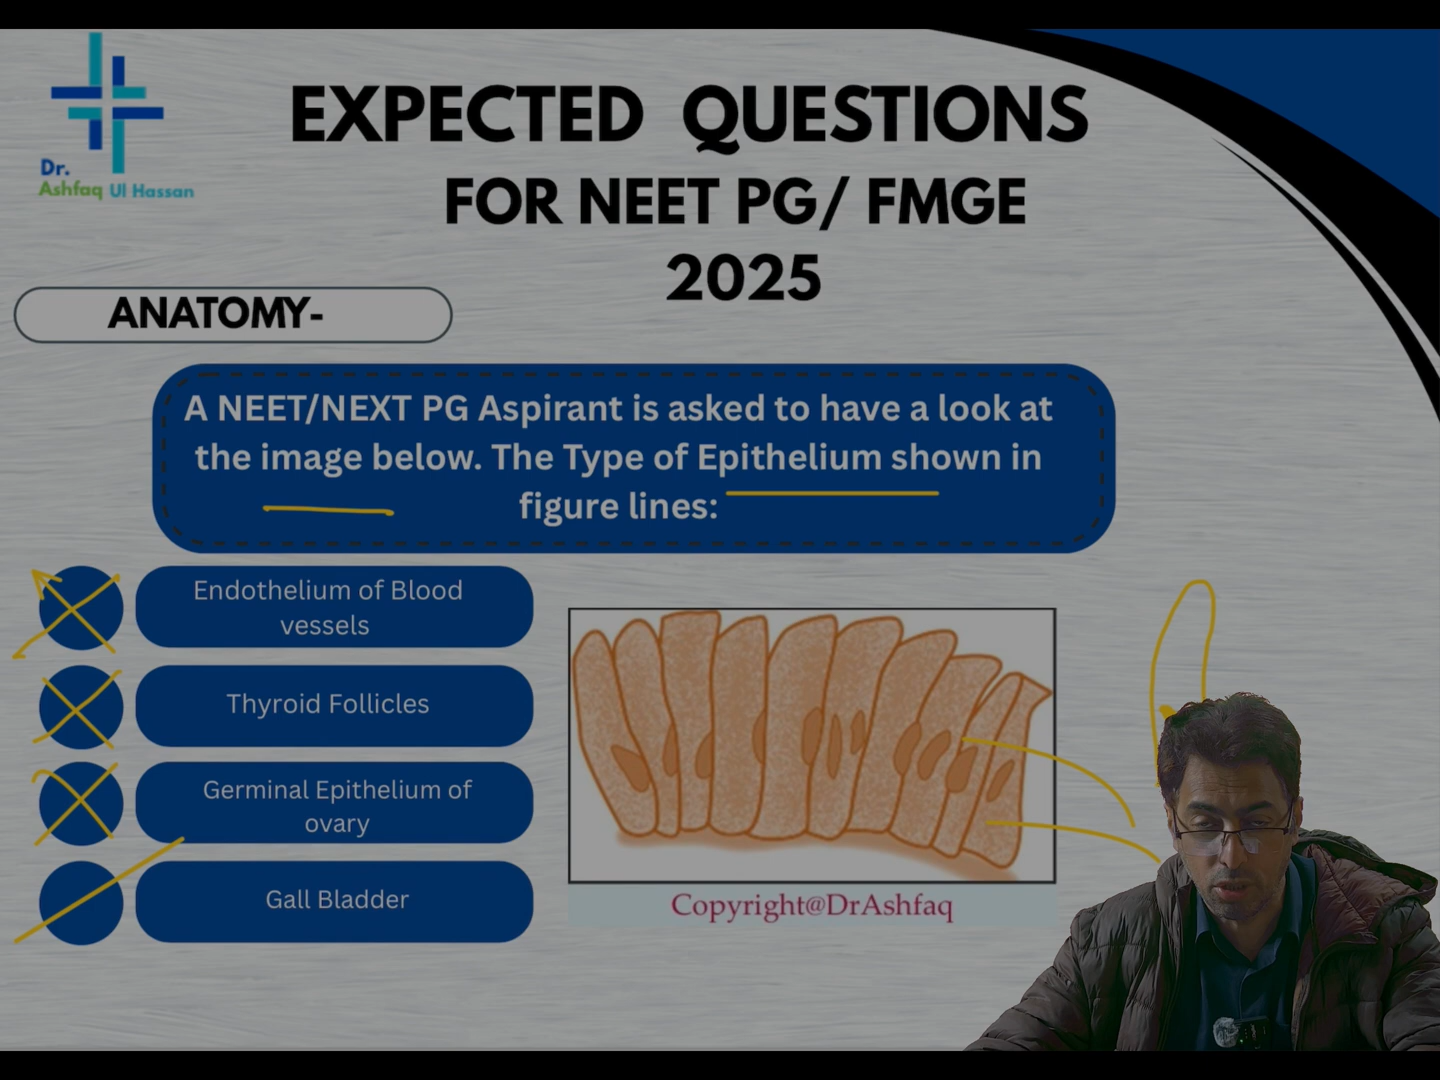 Dr.
Ashfaq Ul Hassan
EXPECTED QUESTIONS
FOR NEET PG/ FMGE
2025
ANATOMY-
A NEET/NEXT PG Aspirant is asked to have a look at
the image below. The Type of Epithelium shown in
figure lines:
Endothelium of Blood
vessels
Thyroid Follicles
Germinal Epithelium of
ovary
Gall Bladder
Copyright@DrAshfaq